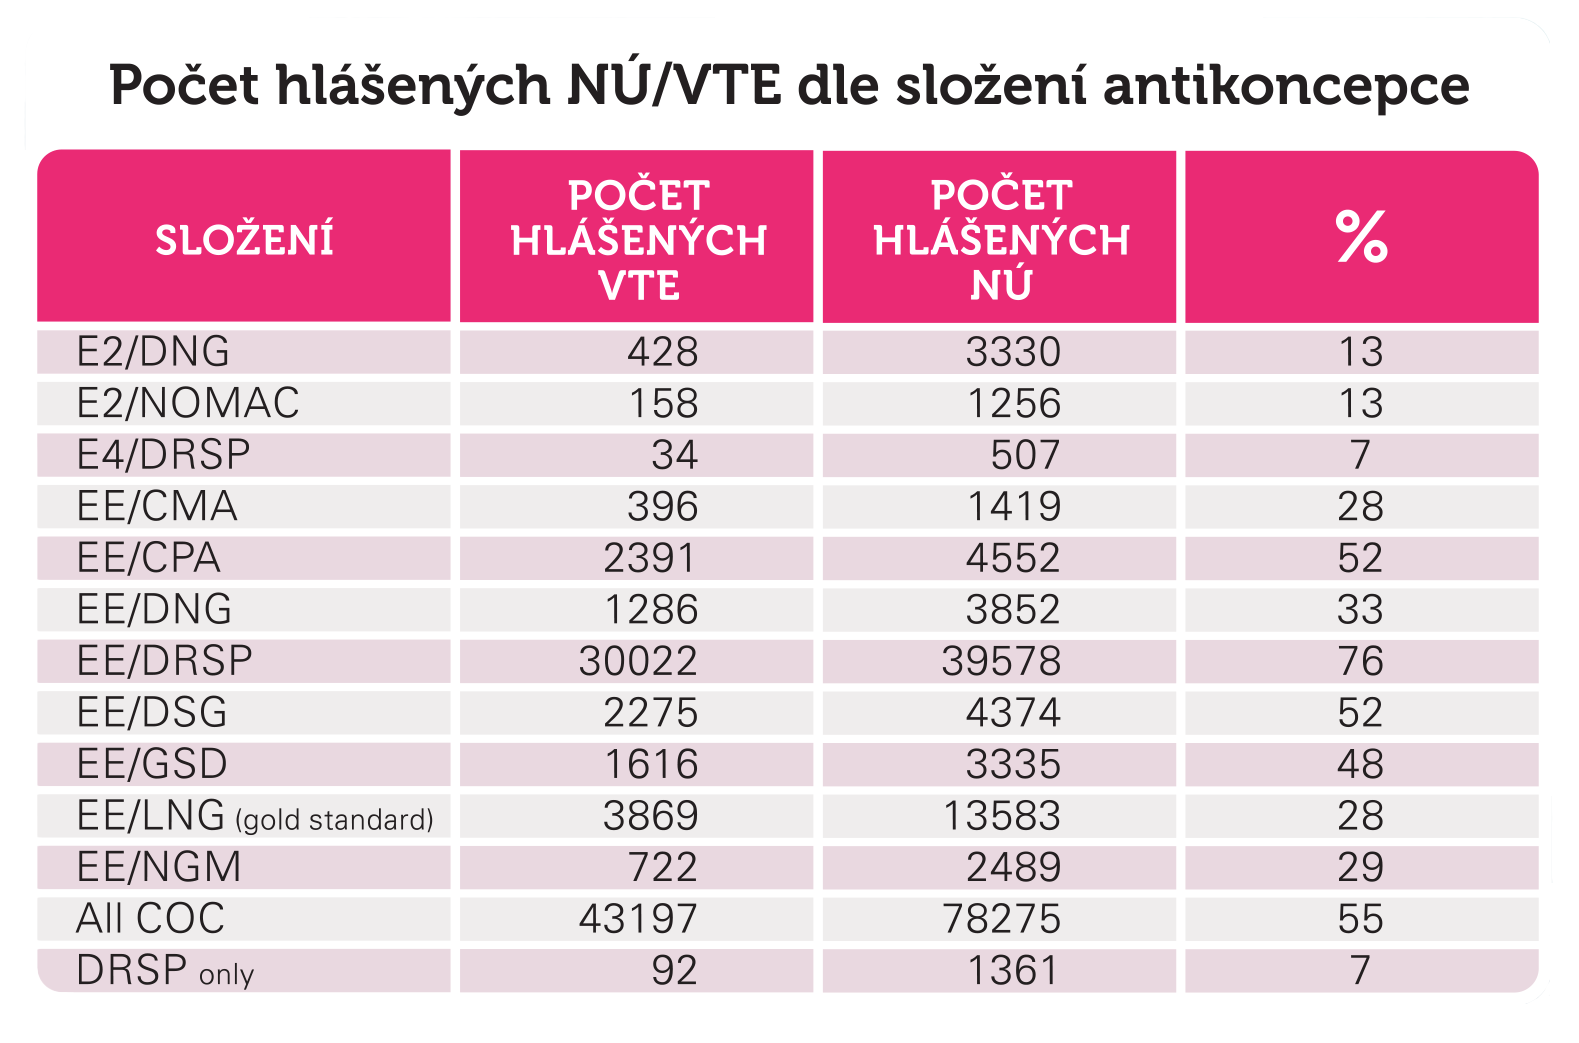 Počet hlášených NÚ/VTE dle složení antikoncepce
SLOŽENÍ
POČET
HLÁŠENÝCH
VTE
POČET
HLÁŠENÝCH
NÚ
%
E2/DNG 428 3330 13
E2/NOMAC 158 1256 13
E4/DRSP 34 507 7
EE/CMA 396 1419 28
EE/CPA 2391 4552 52
EE/DNG 1286 3852 33
EE/DRSP 30022 39578 76
EE/DSG 2275 4374 52
EE/GSD 1616 3335 48
EE/LNG (gold standard) 3869 13583 28
EE/NGM 722 2489 29
All COC 43197 78275 55
DRSP only 92 1361 7